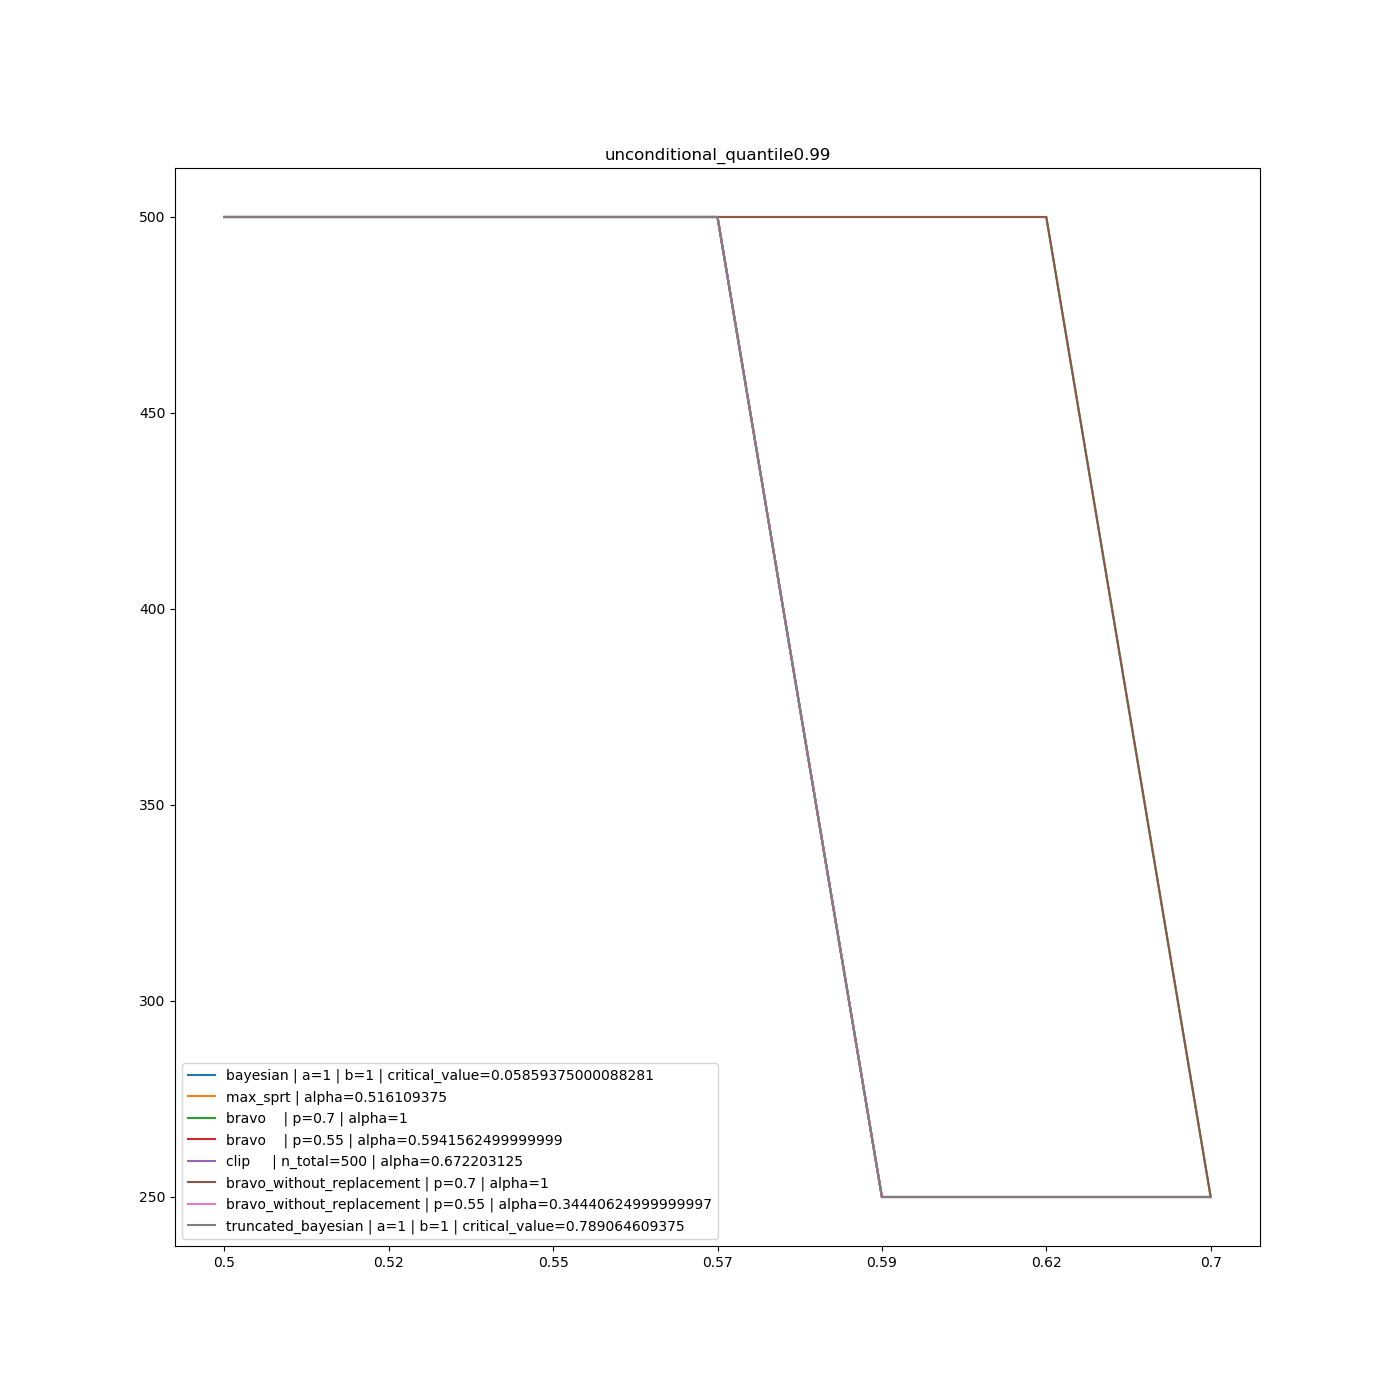 unconditional_quantile0.99
500
450
400
350
300
250
bayesian | a=1 | b=1 | critical_value=0.05859375000088281
max_sprt | alpha=0.516109375
bravo | p=0.7 | alpha=1
bravo | p=0.55 | alpha=0.5941562499999999
clip | n_total=500 | alpha=0.672203125
bravo_without_replacement | p=0.7 | alpha=1
bravo_without_replacement | p=0.55 | alpha=0.34440624999999997
truncated_bayesian | a=1 | b=1 | critical_value=0.789064609375
0.5 0.52 0.55 0.57 0.59 0.62 0.7